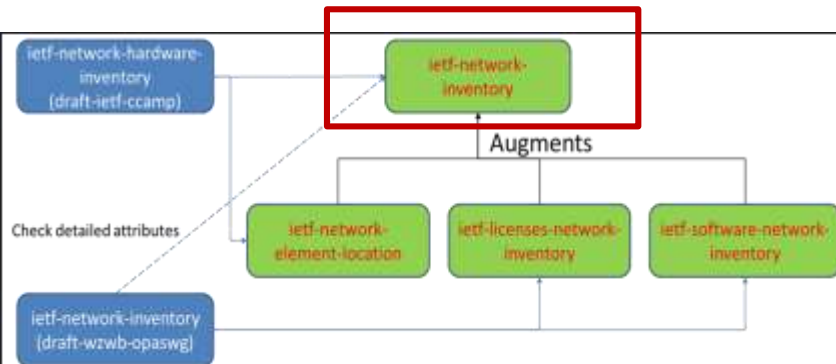 ietf-network-hardware-
inventory
(draft-ietf-ccamp)
ietf-network-
inventory
Augments
Check detailed attributes
ietf-network-
element-location
ietf-licenses-network-
inventory
ietf-software-network-
inventory
ietf-network-inventory
(draft-wzwb-opaswg)